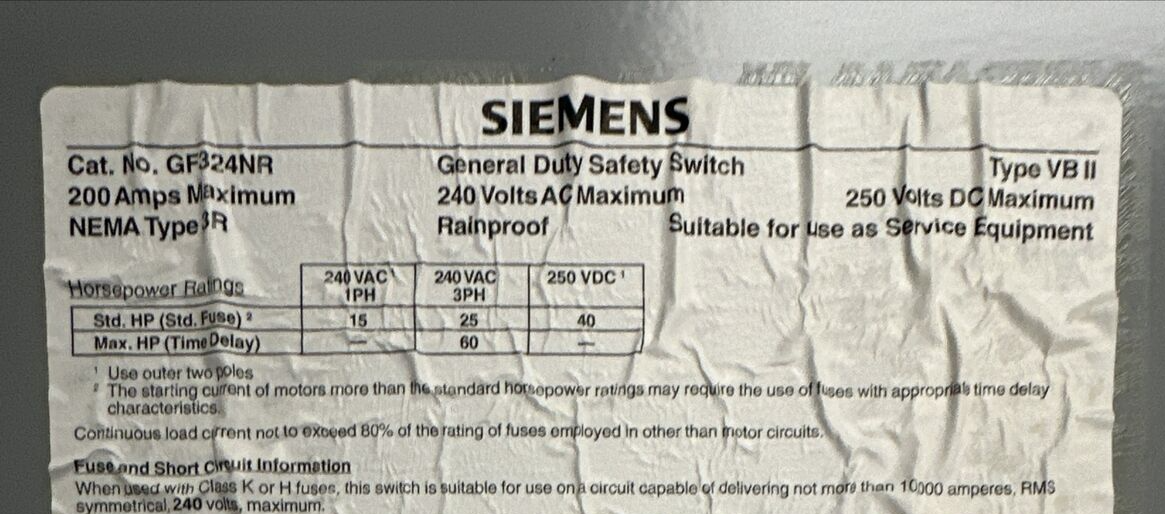 SIEMENS
Cat. No. GF324NR General Duty Safety Switch Type VB II
200 Amps Maximum 240 Volts AC Maximum 250 Volts DC Maximum
NEMA Type 3R Rainproof Suitable for use as Service Equipment
Horsepower Ratings 240 VAC ¹ 1PH 240 VAC 3PH 250 VDC ¹
Std. HP (Std. Fuse) ² 15 25 40
Max. HP (Time Delay) — 60 —
¹ Use outer two poles
² The starting current of motors more than the standard horsepower ratings may require the use of fuses with appropriate time delay
characteristics.
Continuous load current not to exceed 80% of the rating of fuses employed in other than motor circuits.
Fuse and Short Circuit Information
When used with Class K or H fuses, this switch is suitable for use on a circuit capable of delivering not more than 10000 amperes, RMS
symmetrical, 240 volts, maximum.